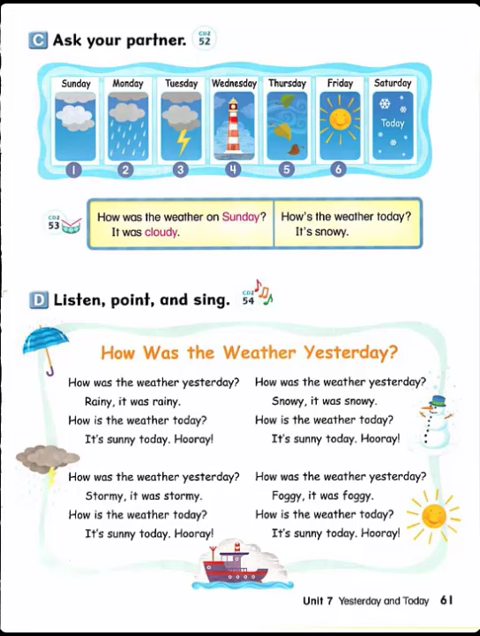 C Ask your partner. CD2 52
Sunday Monday Tuesday Wednesday Thursday Friday Saturday
Today
1 2 3 4 5 6
CD2 53
How was the weather on Sunday? How's the weather today?
It was cloudy. It's snowy.
D Listen, point, and sing. CD2 54
How Was the Weather Yesterday?
How was the weather yesterday?
Rainy, it was rainy.
How is the weather today?
It's sunny today. Hooray!
How was the weather yesterday?
Snowy, it was snowy.
How is the weather today?
It's sunny today. Hooray!
How was the weather yesterday?
Stormy, it was stormy.
How is the weather today?
It's sunny today. Hooray!
How was the weather yesterday?
Foggy, it was foggy.
How is the weather today?
It's sunny today. Hooray!
Unit 7 Yesterday and Today 61